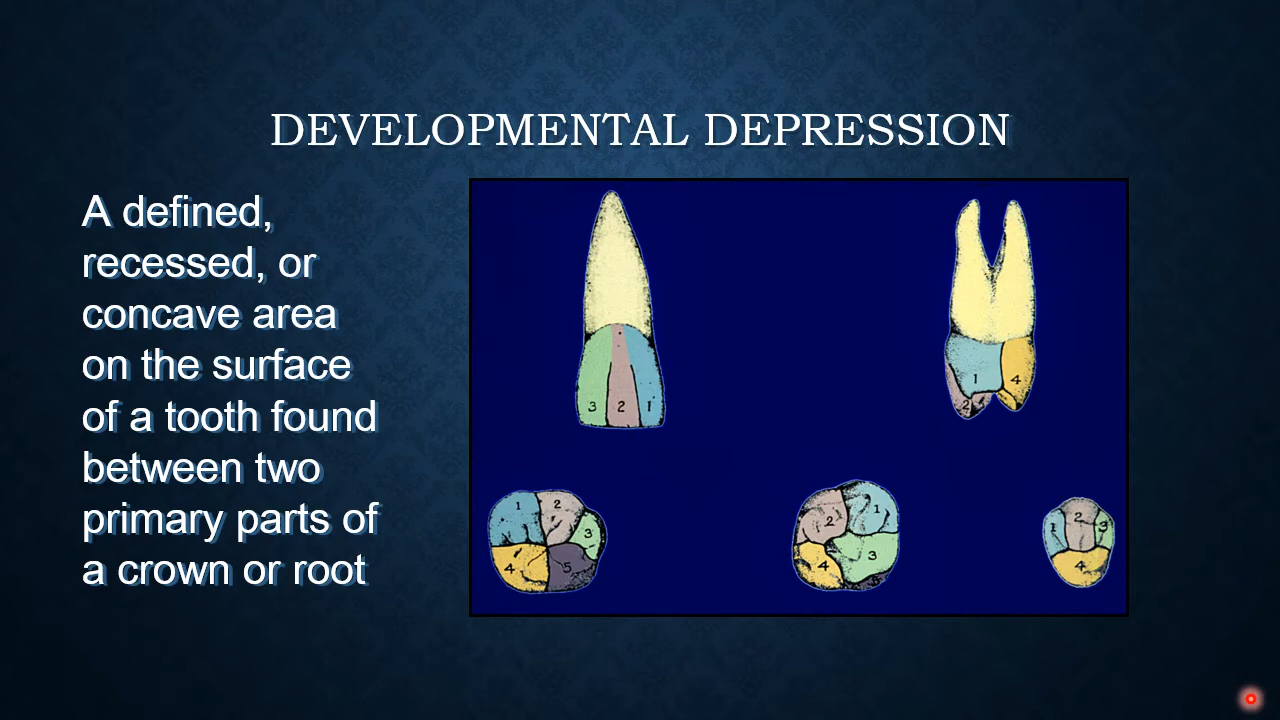 DEVELOPMENTAL DEPRESSION
A defined,
recessed, or
concave area
on the surface
of a tooth found
between two
primary parts of
a crown or root
3 2 1
1 4
2
1 2
3
4 5
1
2
3
4
2
1 3
4